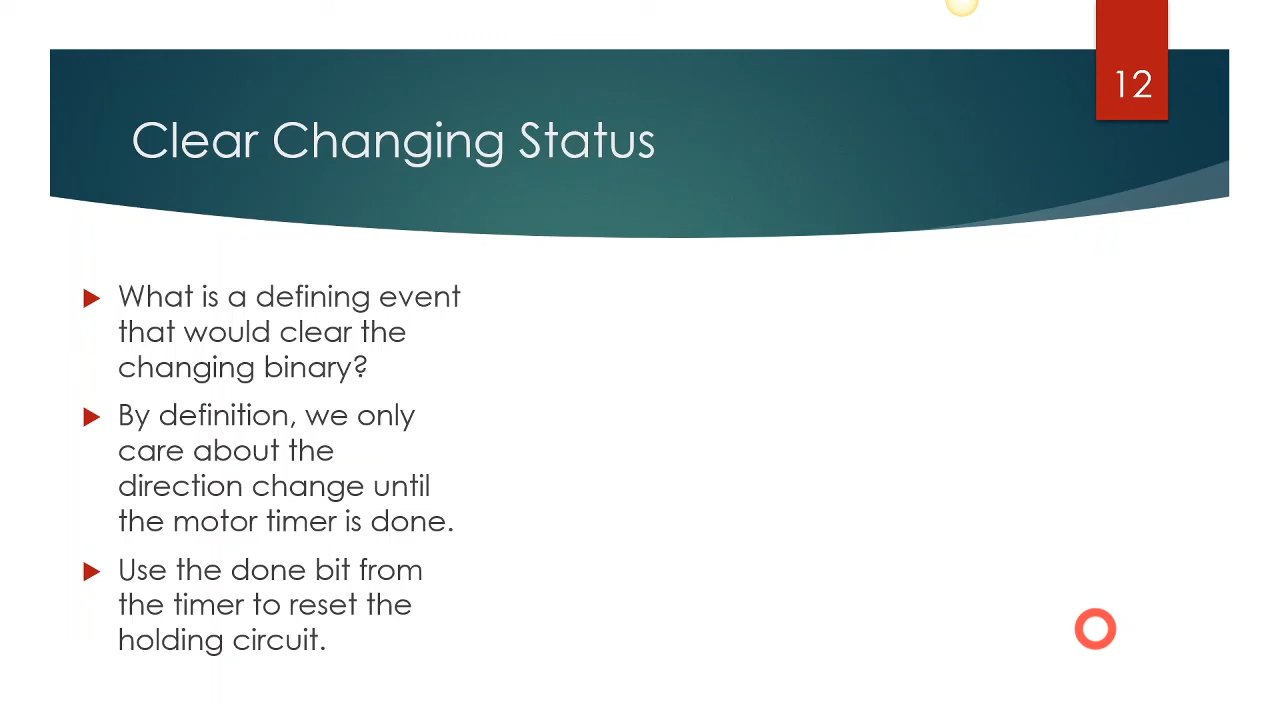 12
Clear Changing Status
What is a defining event
that would clear the
changing binary?
By definition, we only
care about the
direction change until
the motor timer is done.
Use the done bit from
the timer to reset the
holding circuit.